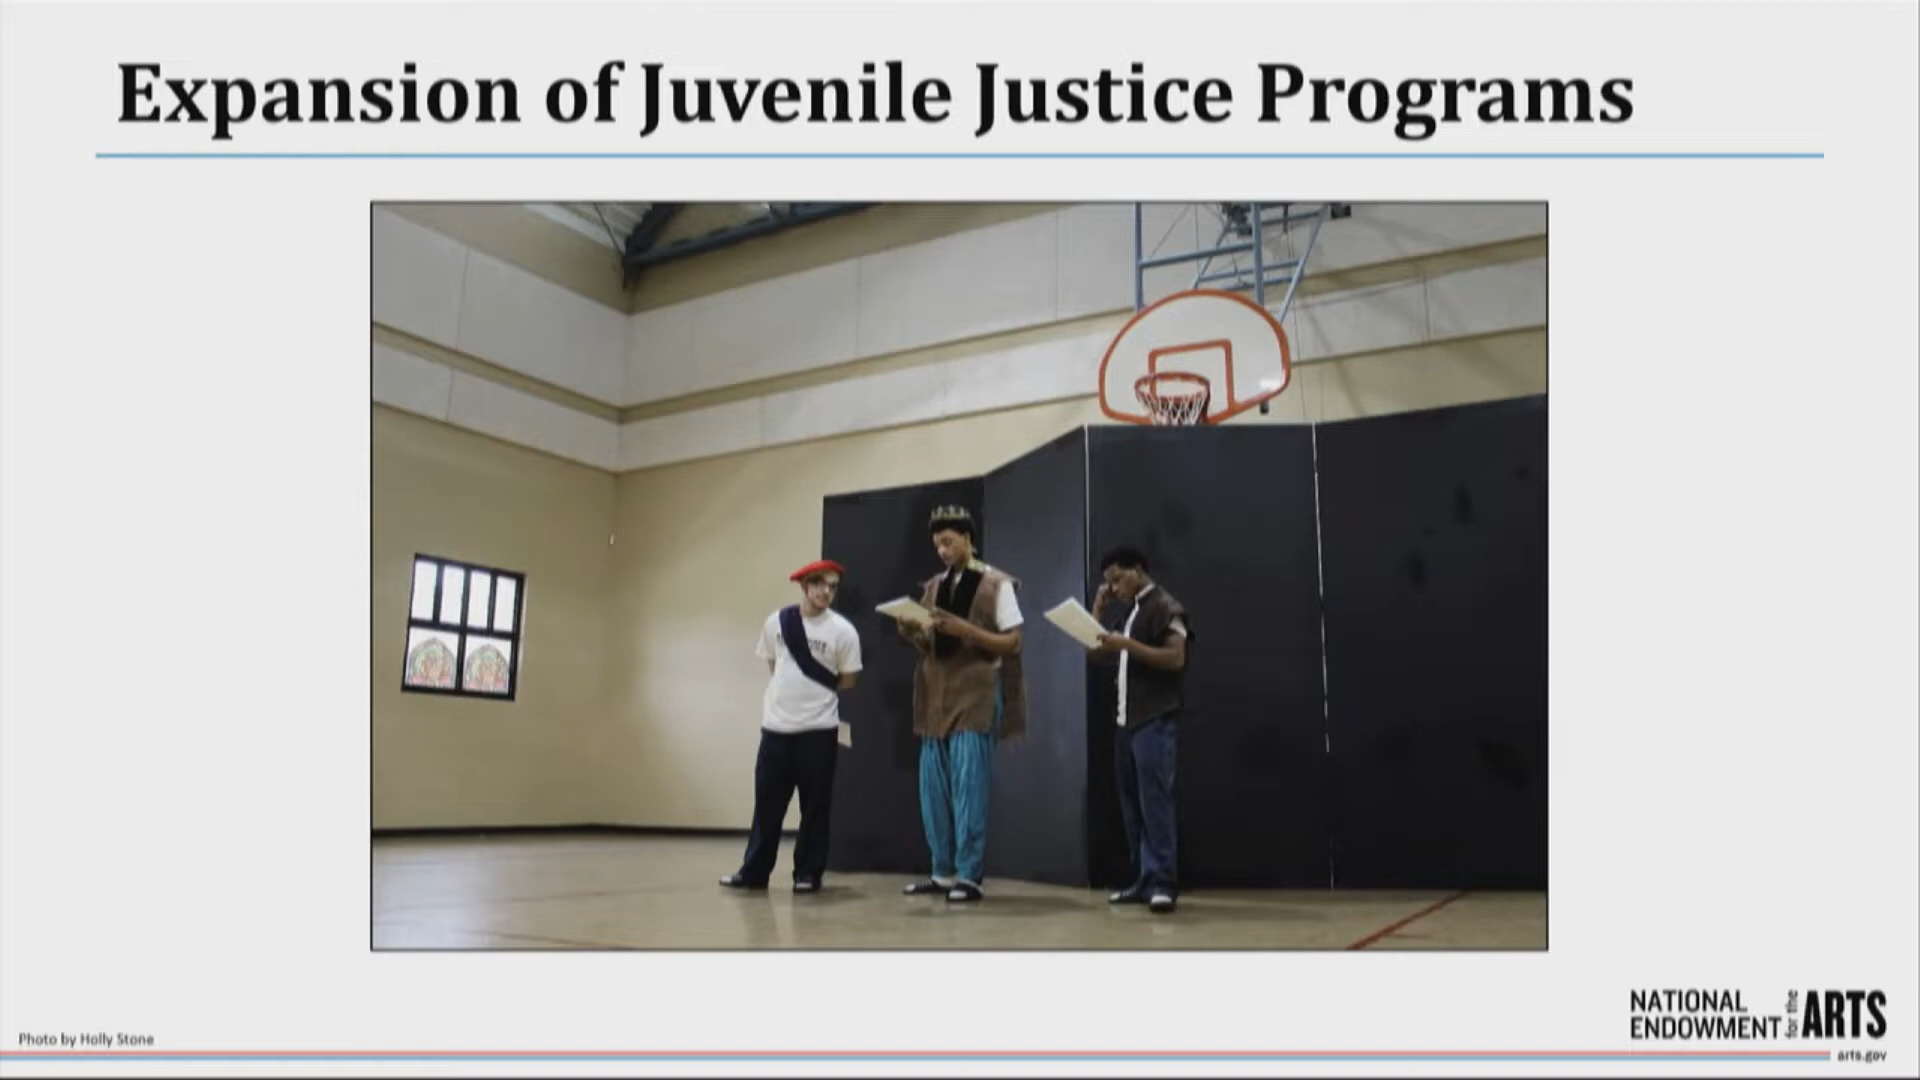 Expansion of Juvenile Justice Programs
Photo by Holly Stone
NATIONAL
ENDOWMENT
for the
ARTS
arts.gov